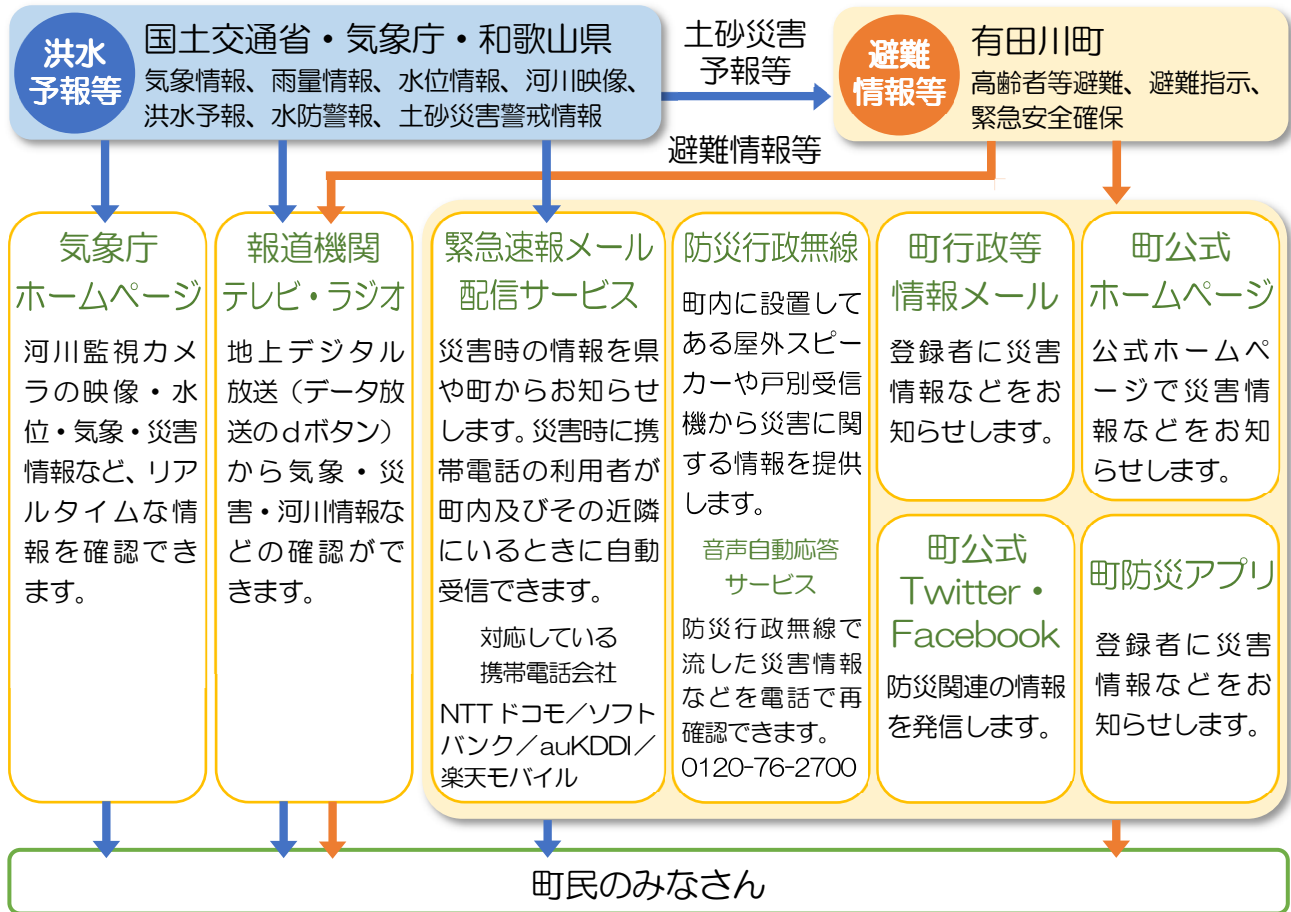 洪水
予報等
国土交通省・気象庁・和歌山県
気象情報、雨量情報、水位情報、河川映像、
洪水予報、水防警報、土砂災害警戒情報
土砂災害
予報等
避難
情報等
有田川町
高齢者等避難、避難指示、
緊急安全確保
避難情報等
気象庁
ホームページ
河川監視カメ
ラの映像・水
位・気象・災害
情報など、リア
ルタイムな情
報を確認でき
ます。
報道機関
テレビ・ラジオ
地上デジタル
放送（データ放
送のｄボタン）
から気象・災
害・河川情報な
どの確認がで
きます。
緊急速報メール
配信サービス
災害時の情報を県
や町からお知らせ
します。災害時に携
帯電話の利用者が
町内及びその近隣
にいるときに自動
受信できます。
対応している
携帯電話会社
NTTドコモ／ソフト
バンク／auKDDI／
楽天モバイル
防災行政無線
町内に設置して
ある屋外スピー
カーや戸別受信
機から災害に関
する情報を提供
します。
音声自動応答
サービス
防災行政無線で
流した災害情報
などを電話で再
確認できます。
0120-76-2700
町行政等
情報メール
登録者に災害
情報などをお
知らせします。
町公式
ホームページ
公式ホームペ
ージで災害情
報などをお知
らせします。
町公式
Twitter・
Facebook
防災関連の情報
を発信します。
町防災アプリ
登録者に災害
情報などをお
知らせします。
町民のみなさん